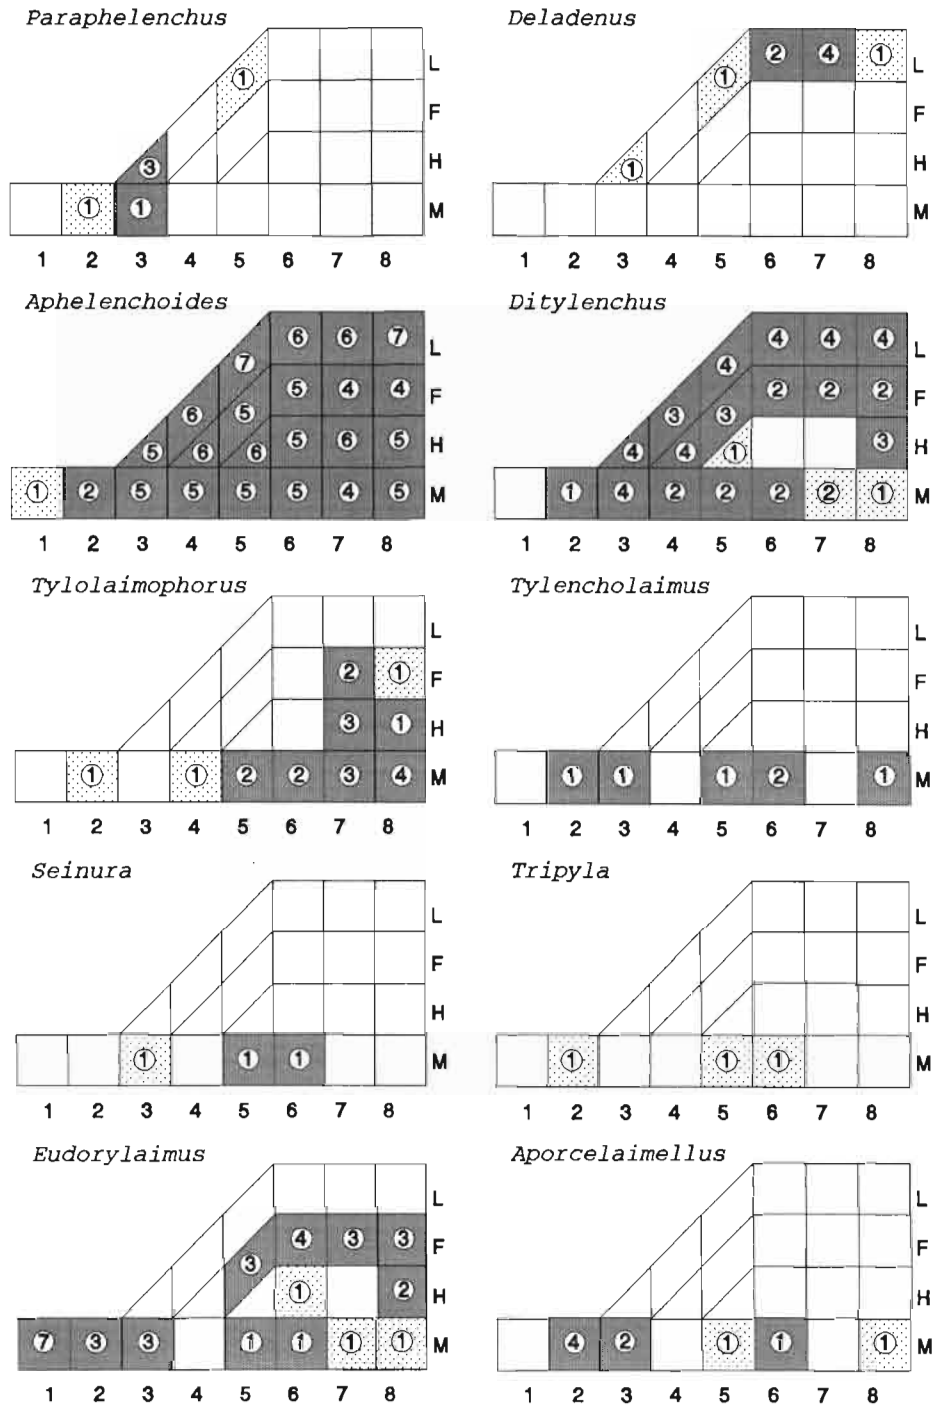 Paraphelenchus Deladenus
1 L 2 4 1 L
1
F F
3 H 1 H
1 1 M M
1 2 3 4 5 6 7 8 1 2 3 4 5 6 7 8
Aphelenchoides Ditylenchus
6 6 7 L 4 4 4 L
7 4
5 4 4 F 2 2 2 F
6 5 3 3
5 6 6 5 6 5 H 4 4 1 3 H
1 2 5 5 5 5 4 5 M 1 4 2 2 2 2 1 M
1 2 3 4 5 6 7 8 1 2 3 4 5 6 7 8
Tylolaimophorus Tylencholaimus
L L
2 1 F F
3 1 H H
1 1 2 2 3 4 M 1 1 1 2 1 M
1 2 3 4 5 6 7 8 1 2 3 4 5 6 7 8
Seinura Tripyla
L L
F F
H H
1 1 1 M 1 1 1 M
1 2 3 4 5 6 7 8 1 2 3 4 5 6 7 8
Eudorylaimus Aporcelaimellus
L L
3 4 3 3 F F
1 2 H H
7 3 3 1 1 1 1 M 4 2 1 1 1 M
1 2 3 4 5 6 7 8 1 2 3 4 5 6 7 8